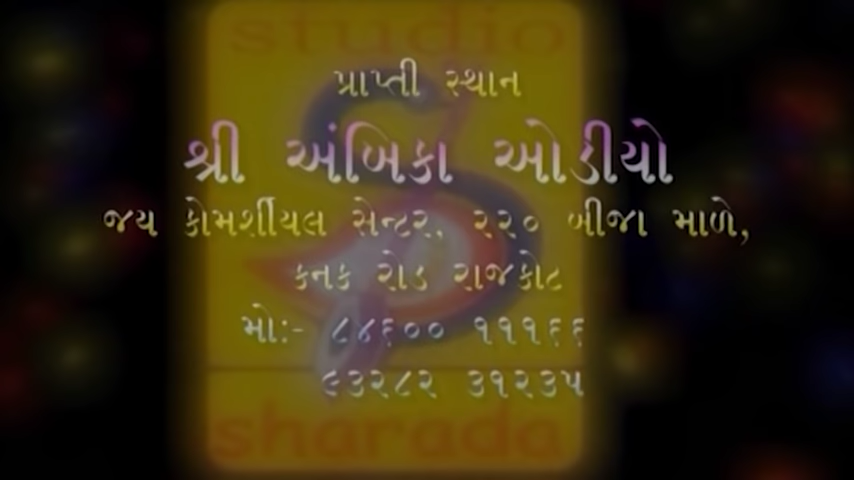 studio
પ્રાપ્તી સ્થાન
શ્રી અંબિકા ઓડીયો
જય કોમર્શીયલ સેન્ટર, ૨૨૦ બીજા માળે,
કનક રોડ રાજકોટ
મો:- ૮૪૬૦૦ ૧૧૧૬૬
૯૩૨૮૨ ૩૧૨૩૫
sharada